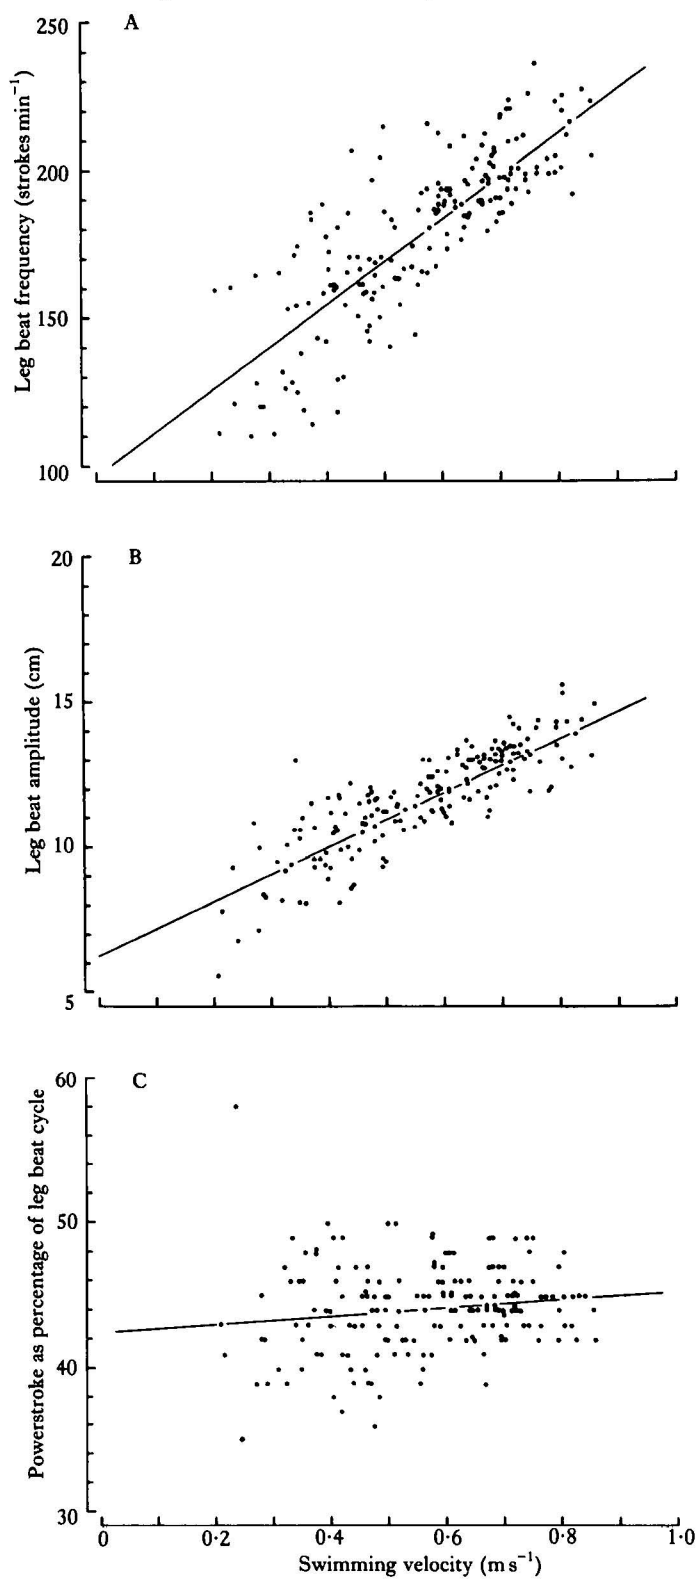 A
250
200
150
100
Leg beat frequency (strokes min⁻¹)
B
20
15
10
5
Leg beat amplitude (cm)
C
60
50
40
30
Powerstroke as percentage of leg beat cycle
0 0·2 0·4 0·6 0·8 1·0
Swimming velocity (m s⁻¹)